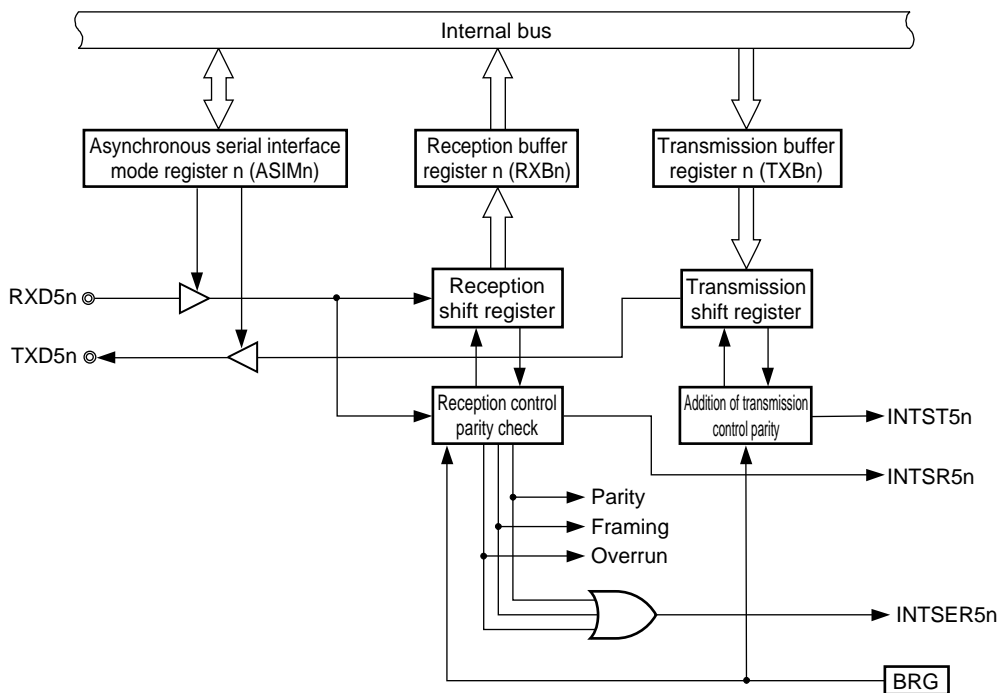 Internal bus
Asynchronous serial interface
mode register n (ASIMn)
Reception buffer
register n (RXBn)
Transmission buffer
register n (TXBn)
RXD5n
Reception
shift register
Transmission
shift register
TXD5n
Reception control
parity check
Addition of transmission
control parity
INTST5n
INTSR5n
Parity
Framing
Overrun
INTSER5n
BRG